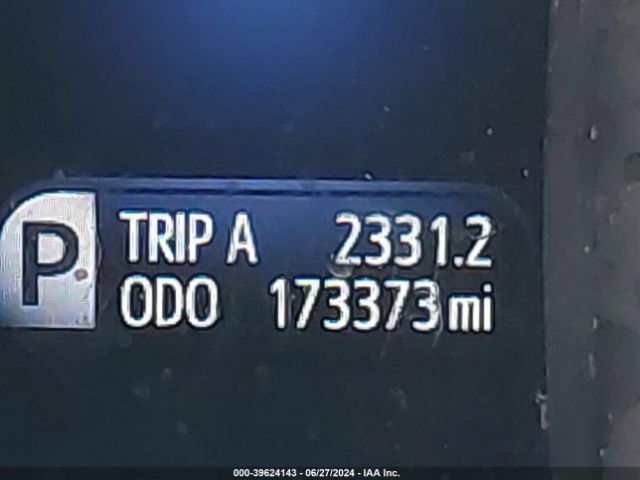 P
TRIP A 2331.2
ODO 173373 mi
000-39624143 - 06/27/2024 - IAA Inc.